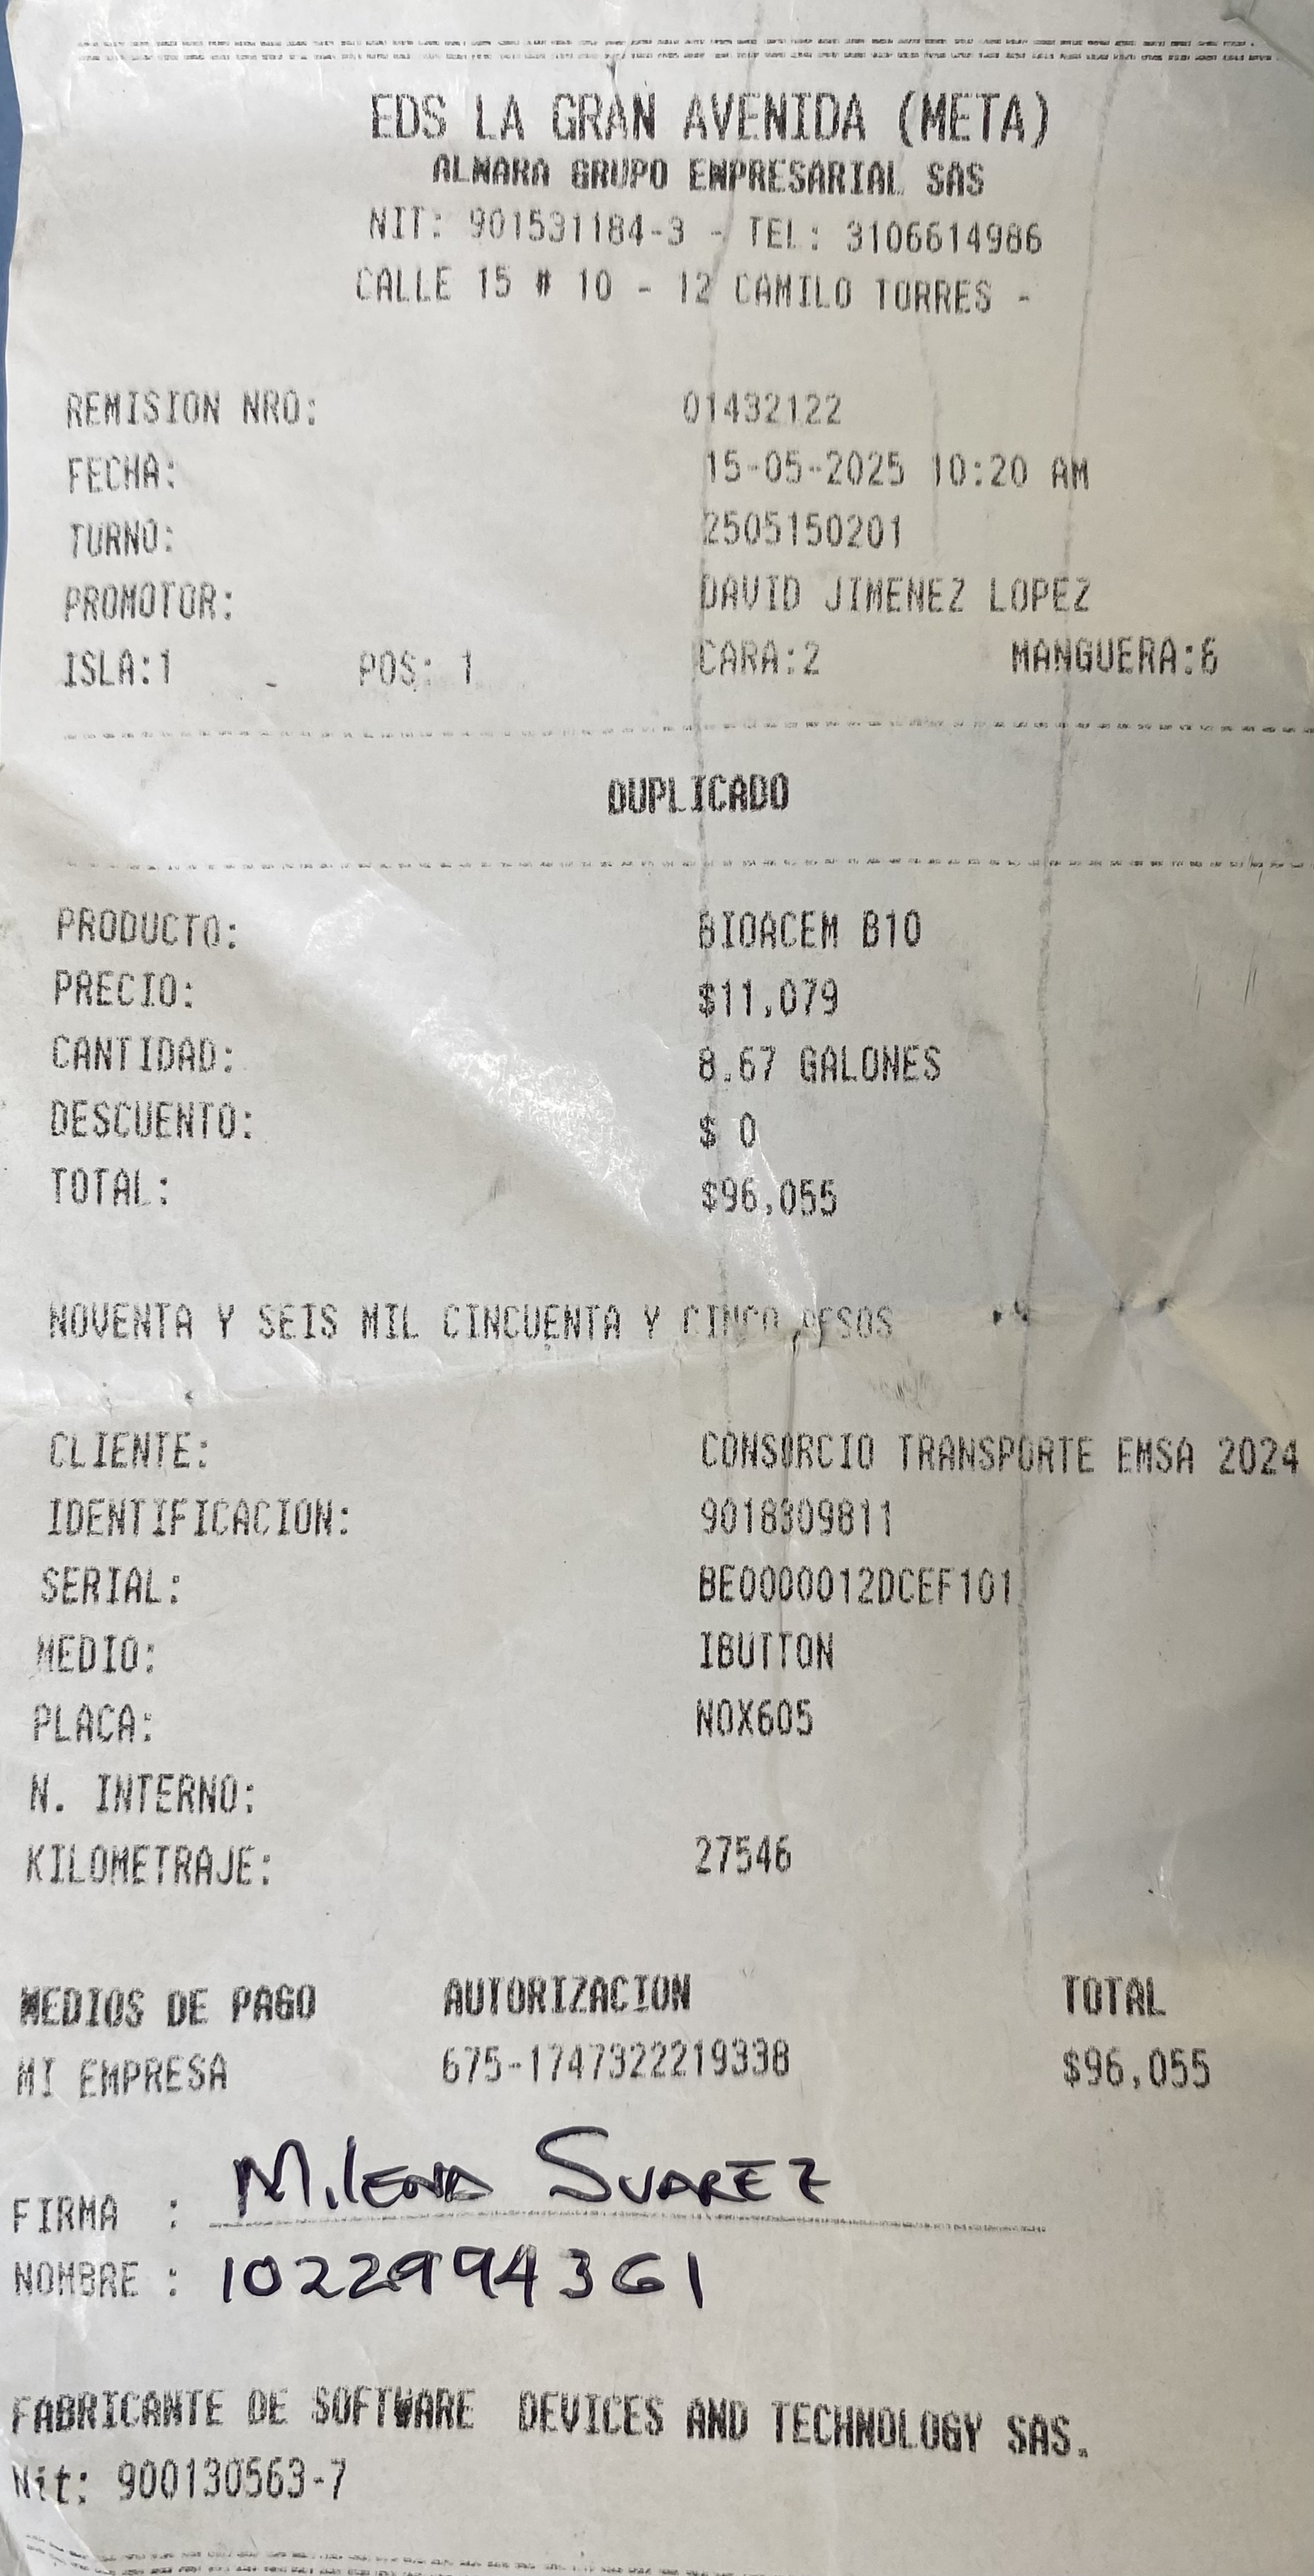 EDS LA GRAN AVENIDA (META)
ALMARA GRUPO EMPRESARIAL SAS
NIT: 901531184-3 - TEL: 3106614986
CALLE 15 # 10 - 12 CAMILO TORRES -
REMISION NRO: 01432122
FECHA: 15-05-2025 10:20 AM
TURNO: 2505150201
PROMOTOR: DAVID JIMENEZ LOPEZ
ISLA:1 POS: 1 CARA:2 MANGUERA:6
DUPLICADO
PRODUCTO: BIOACEM B10
PRECIO: $11,079
CANTIDAD: 8.67 GALONES
DESCUENTO: $ 0
TOTAL: $96,055
NOVENTA Y SEIS MIL CINCUENTA Y CINCO PESOS
CLIENTE: CONSORCIO TRANSPORTE EMSA 2024
IDENTIFICACION: 9018309811
SERIAL: BE0000012DCEF101
MEDIO: IBUTTON
PLACA: NOX605
N. INTERNO:
KILOMETRAJE: 27546
MEDIOS DE PAGO AUTORIZACION TOTAL
MI EMPRESA 675-1747322219338 $96,055
FIRMA : MILENA SUAREZ
NOMBRE : 1022994361
FABRICANTE DE SOFTWARE DEVICES AND TECHNOLOGY SAS.
Nit: 900130563-7